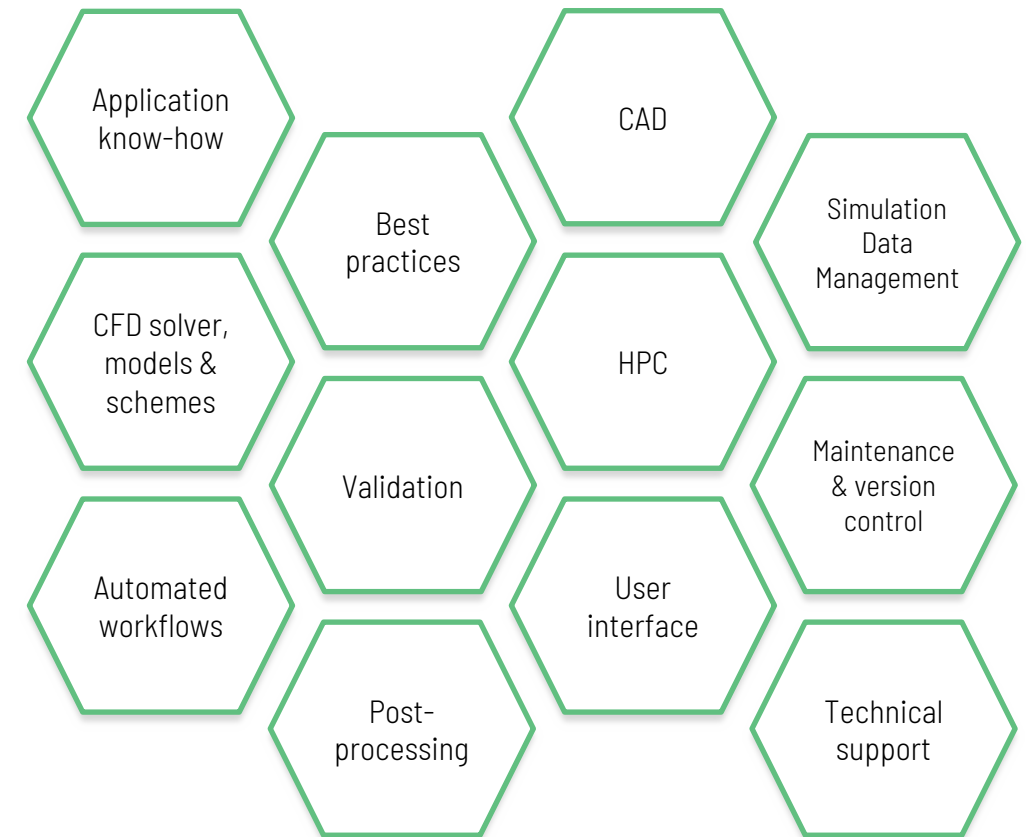 Application
know-how
CAD
Best
practices
Simulation
Data
Management
CFD solver,
models &
schemes
HPC
Validation
Maintenance
& version
control
Automated
workflows
User
interface
Post-
processing
Technical
support